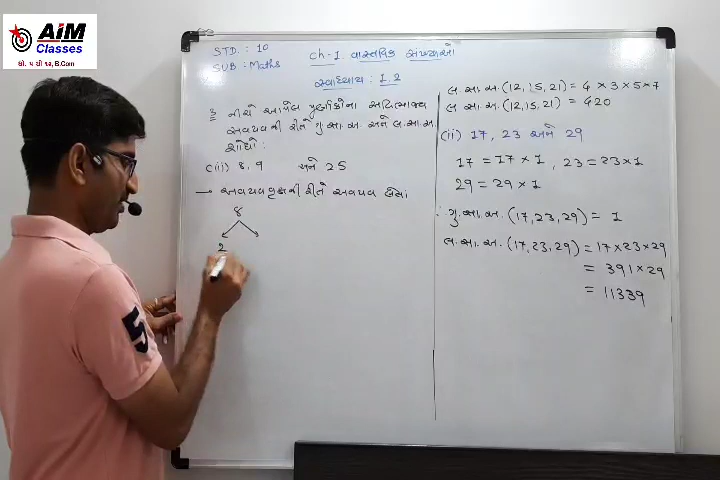 AiM
Classes
સી. પી સર, B.Com
STD. : 10
SUB : Maths
Ch-1 વાસ્તવિક સંખ્યાઓ
સ્વાધ્યાય : 1.2
3 નીચે આપેલ પૂર્ણાંકોના અવિભાજ્ય
અવયવની રીતે ગુ.સા.અ. અને લ.સા.અ.
શોધો :
(iii) 8, 9 અને 25
→ અવયવવૃક્ષની રીતે અવયવ
8
2
લ.સા.અ. (12,15,21) = 4 × 3 × 5 × 7
લ.સા.અ. (12,15,21) = 420
(ii) 17, 23 અને 29
17 = 17 × 1 , 23 = 23 × 1
29 = 29 × 1
∴ ગુ.સા.અ. (17,23,29) = 1
લ.સા.અ. (17,23,29) = 17 × 23 × 29
= 391 × 29
= 11339
5